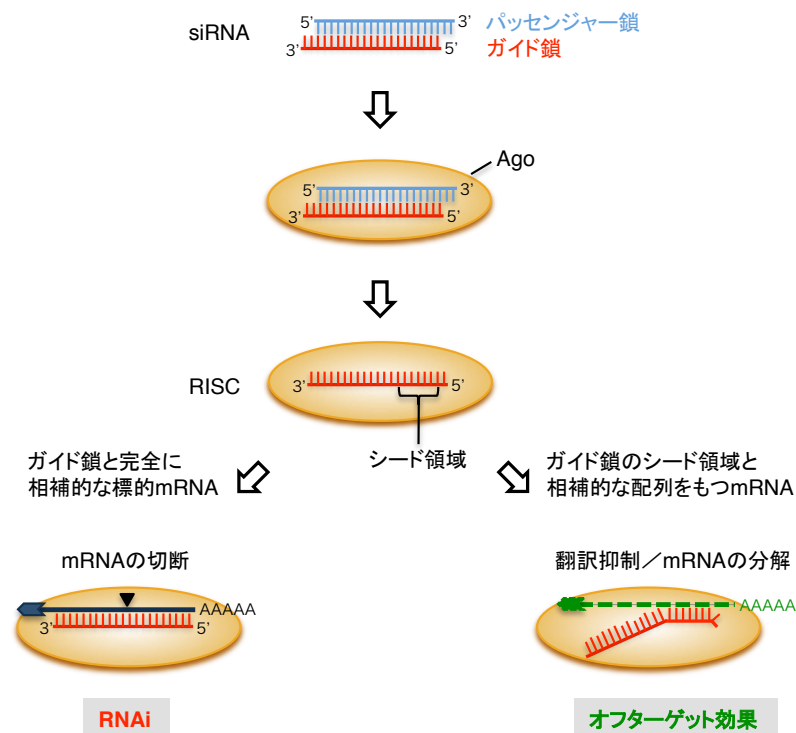 siRNA
5’
3’
パッセンジャー鎖
3’
5’
ガイド鎖
Ago
5’
3’
3’
5’
RISC
3’
5’
シード領域
ガイド鎖と完全に
相補的な標的mRNA
ガイド鎖のシード領域と
相補的な配列をもつmRNA
mRNAの切断
AAAAA
3’
5’
RNAi
翻訳抑制／mRNAの分解
AAAAA
オフターゲット効果